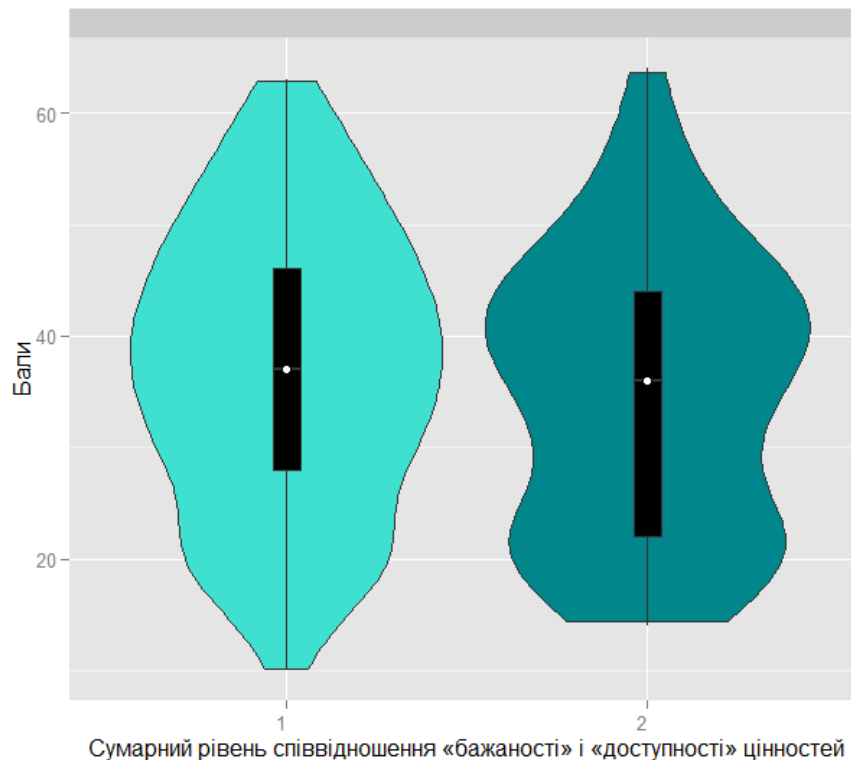 60
40
20
Бали
1
2
Сумарний рівень співвідношення «бажаності» і «доступності» цінностей